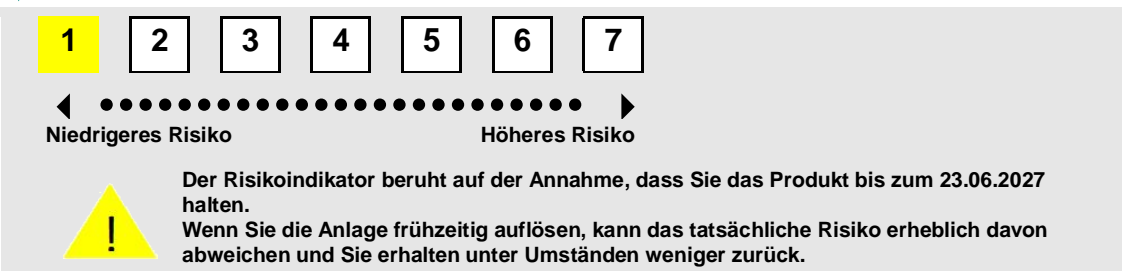 1 2 3 4 5 6 7
Niedrigeres Risiko Höheres Risiko
Der Risikoindikator beruht auf der Annahme, dass Sie das Produkt bis zum 23.06.2027
halten.
! Wenn Sie die Anlage frühzeitig auflösen, kann das tatsächliche Risiko erheblich davon
abweichen und Sie erhalten unter Umständen weniger zurück.